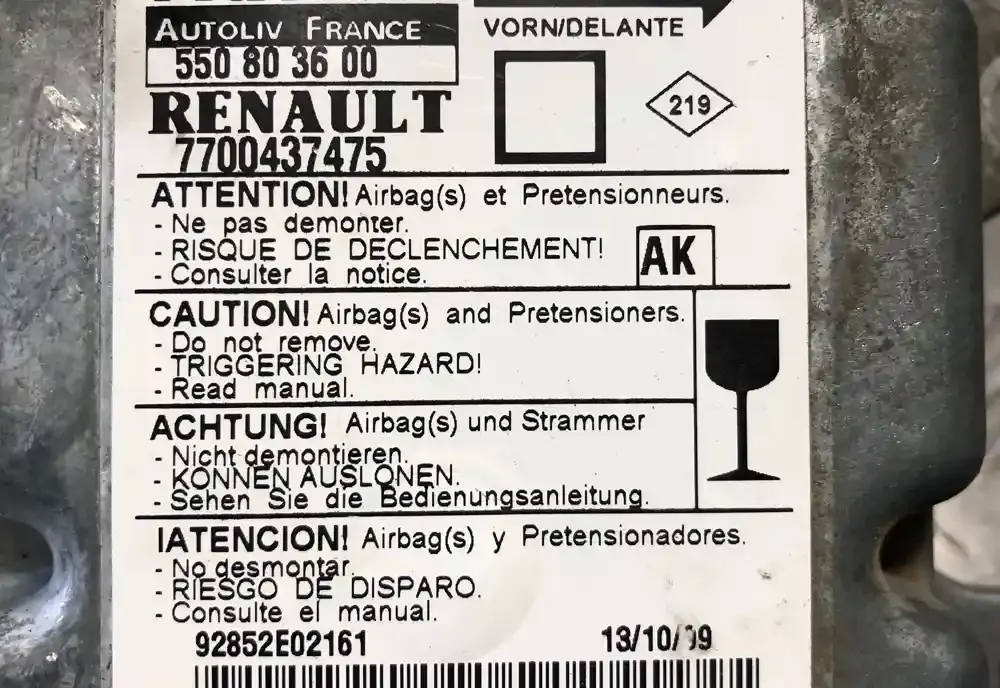 AUTOLIV FRANCE
550 80 36 00
RENAULT
7700437475
VORN/DELANTE
219
ATTENTION! Airbag(s) et Pretensionneurs.
- Ne pas demonter.
- RISQUE DE DECLENCHEMENT!
- Consulter la notice.
AK
CAUTION! Airbag(s) and Pretensioners.
- Do not remove.
- TRIGGERING HAZARD!
- Read manual.
ACHTUNG! Airbag(s) und Strammer
- Nicht demontieren.
- KONNEN AUSLONEN.
- Sehen Sie die Bedienungsanleitung.
IATENCION! Airbag(s) y Pretensionadores.
- No desmontar.
- RIESGO DE DISPARO.
- Consulte el manual.
92852E02161
13/10/99